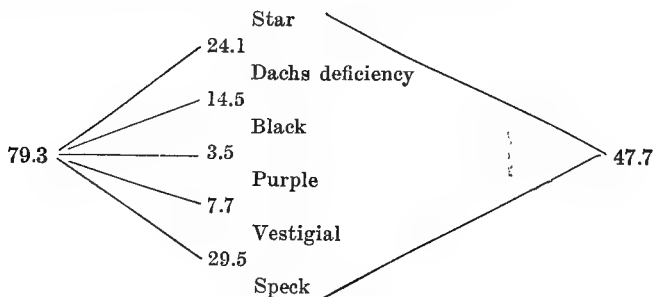 Star
24.1
Dachs deficiency
14.5
Black
79.3 3.5 47.7
Purple
7.7
Vestigial
29.5
Speck